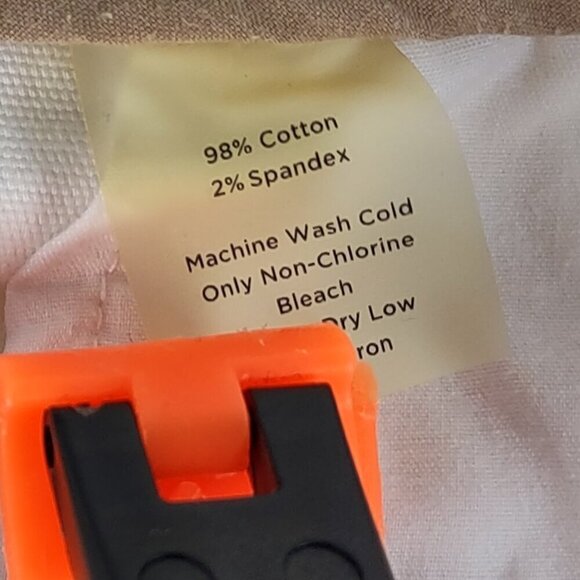 98% Cotton
2% Spandex
Machine Wash Cold
Only Non-Chlorine
Bleach
Dry Low